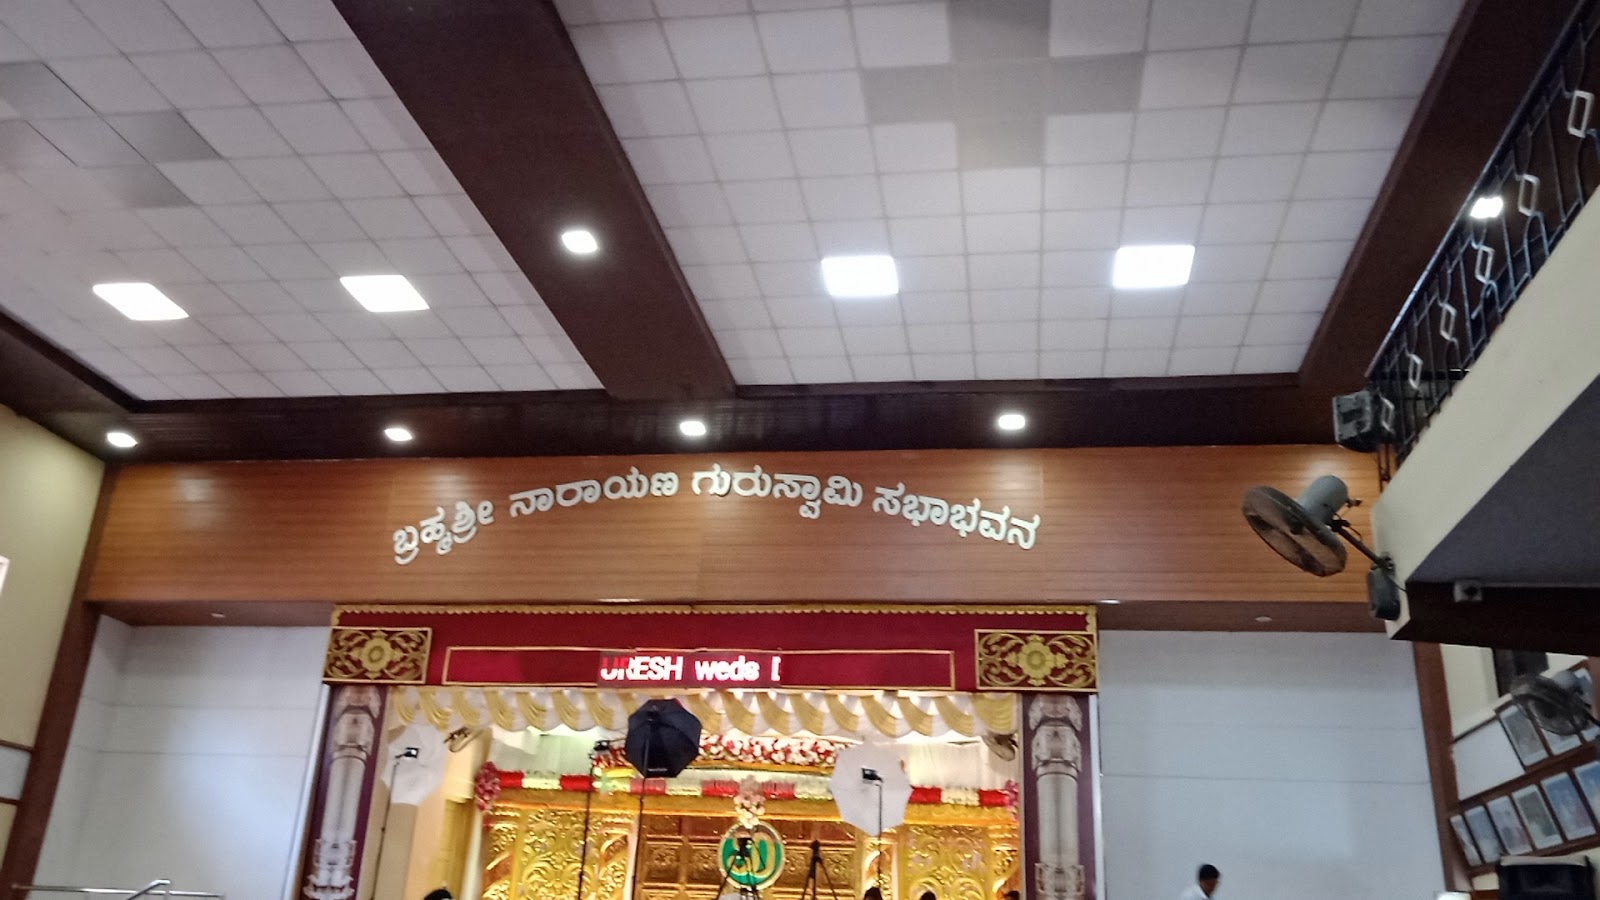 ಬ್ರಹ್ಮಶ್ರೀ ನಾರಾಯಣ ಗುರುಸ್ವಾಮಿ ಸಭಾಭವನ
URESH weds